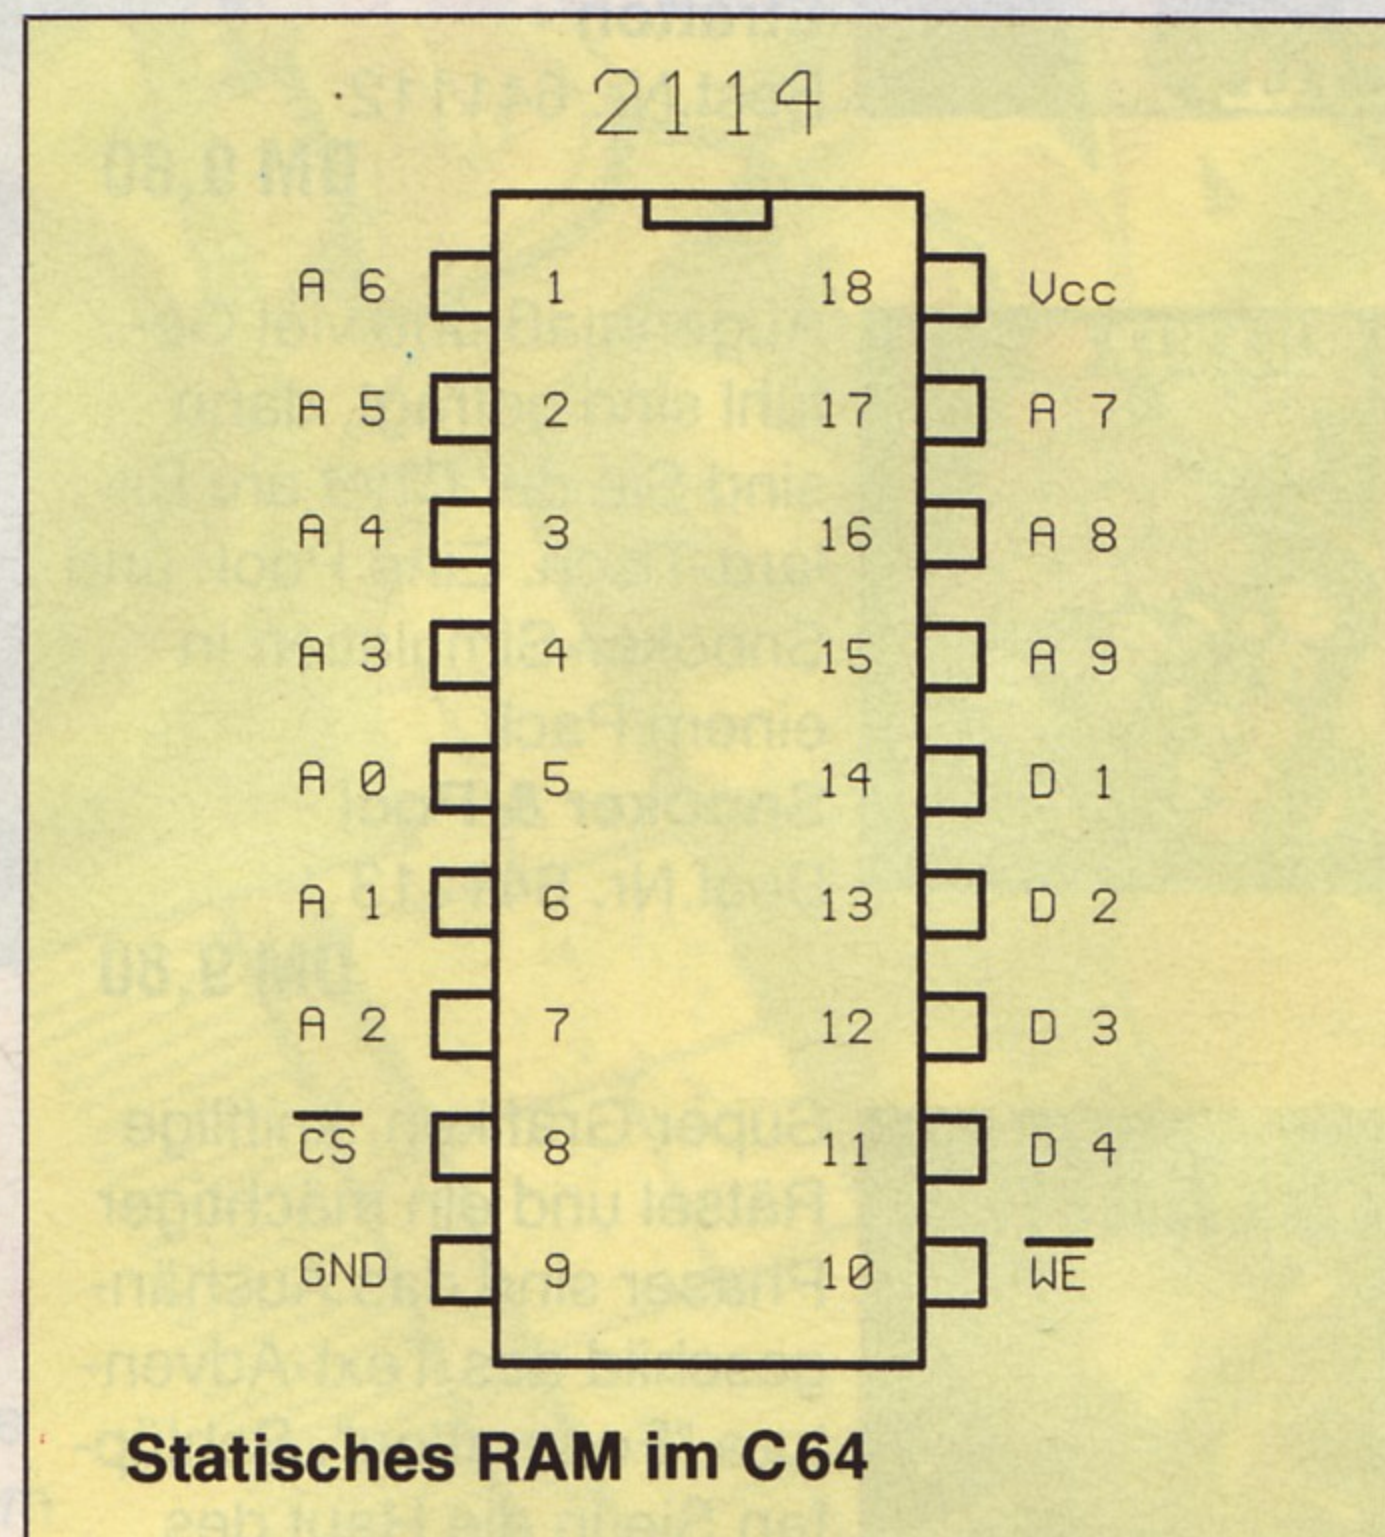 2114
A 6 1 18 Vcc
A 5 2 17 A 7
A 4 3 16 A 8
A 3 4 15 A 9
A 0 5 14 D 1
A 1 6 13 D 2
A 2 7 12 D 3
C̅S̅ 8 11 D 4
GND 9 10 W̅E̅
Statisches RAM im C64